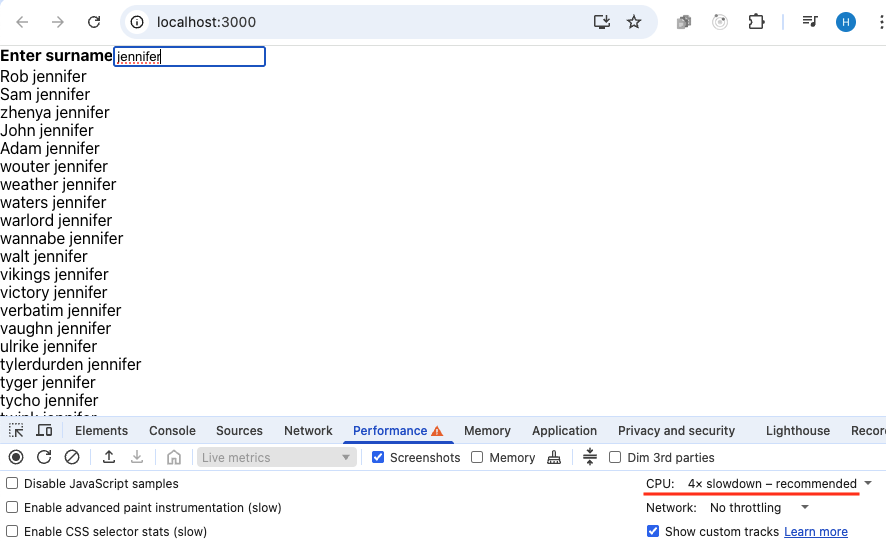 localhost:3000
H
Enter surname jennifer
Rob jennifer
Sam jennifer
zhenya jennifer
John jennifer
Adam jennifer
wouter jennifer
weather jennifer
waters jennifer
warlord jennifer
wannabe jennifer
walt jennifer
vikings jennifer
victory jennifer
verbatim jennifer
vaughn jennifer
ulrike jennifer
tylerdurden jennifer
tyger jennifer
tycho jennifer
Elements Console Sources Network Performance Memory Application Privacy and security Lighthouse Recor
Live metrics Screenshots Memory Dim 3rd parties
Disable JavaScript samples CPU: 4× slowdown – recommended
Enable advanced paint instrumentation (slow) Network: No throttling
Enable CSS selector stats (slow) Show custom tracks Learn more